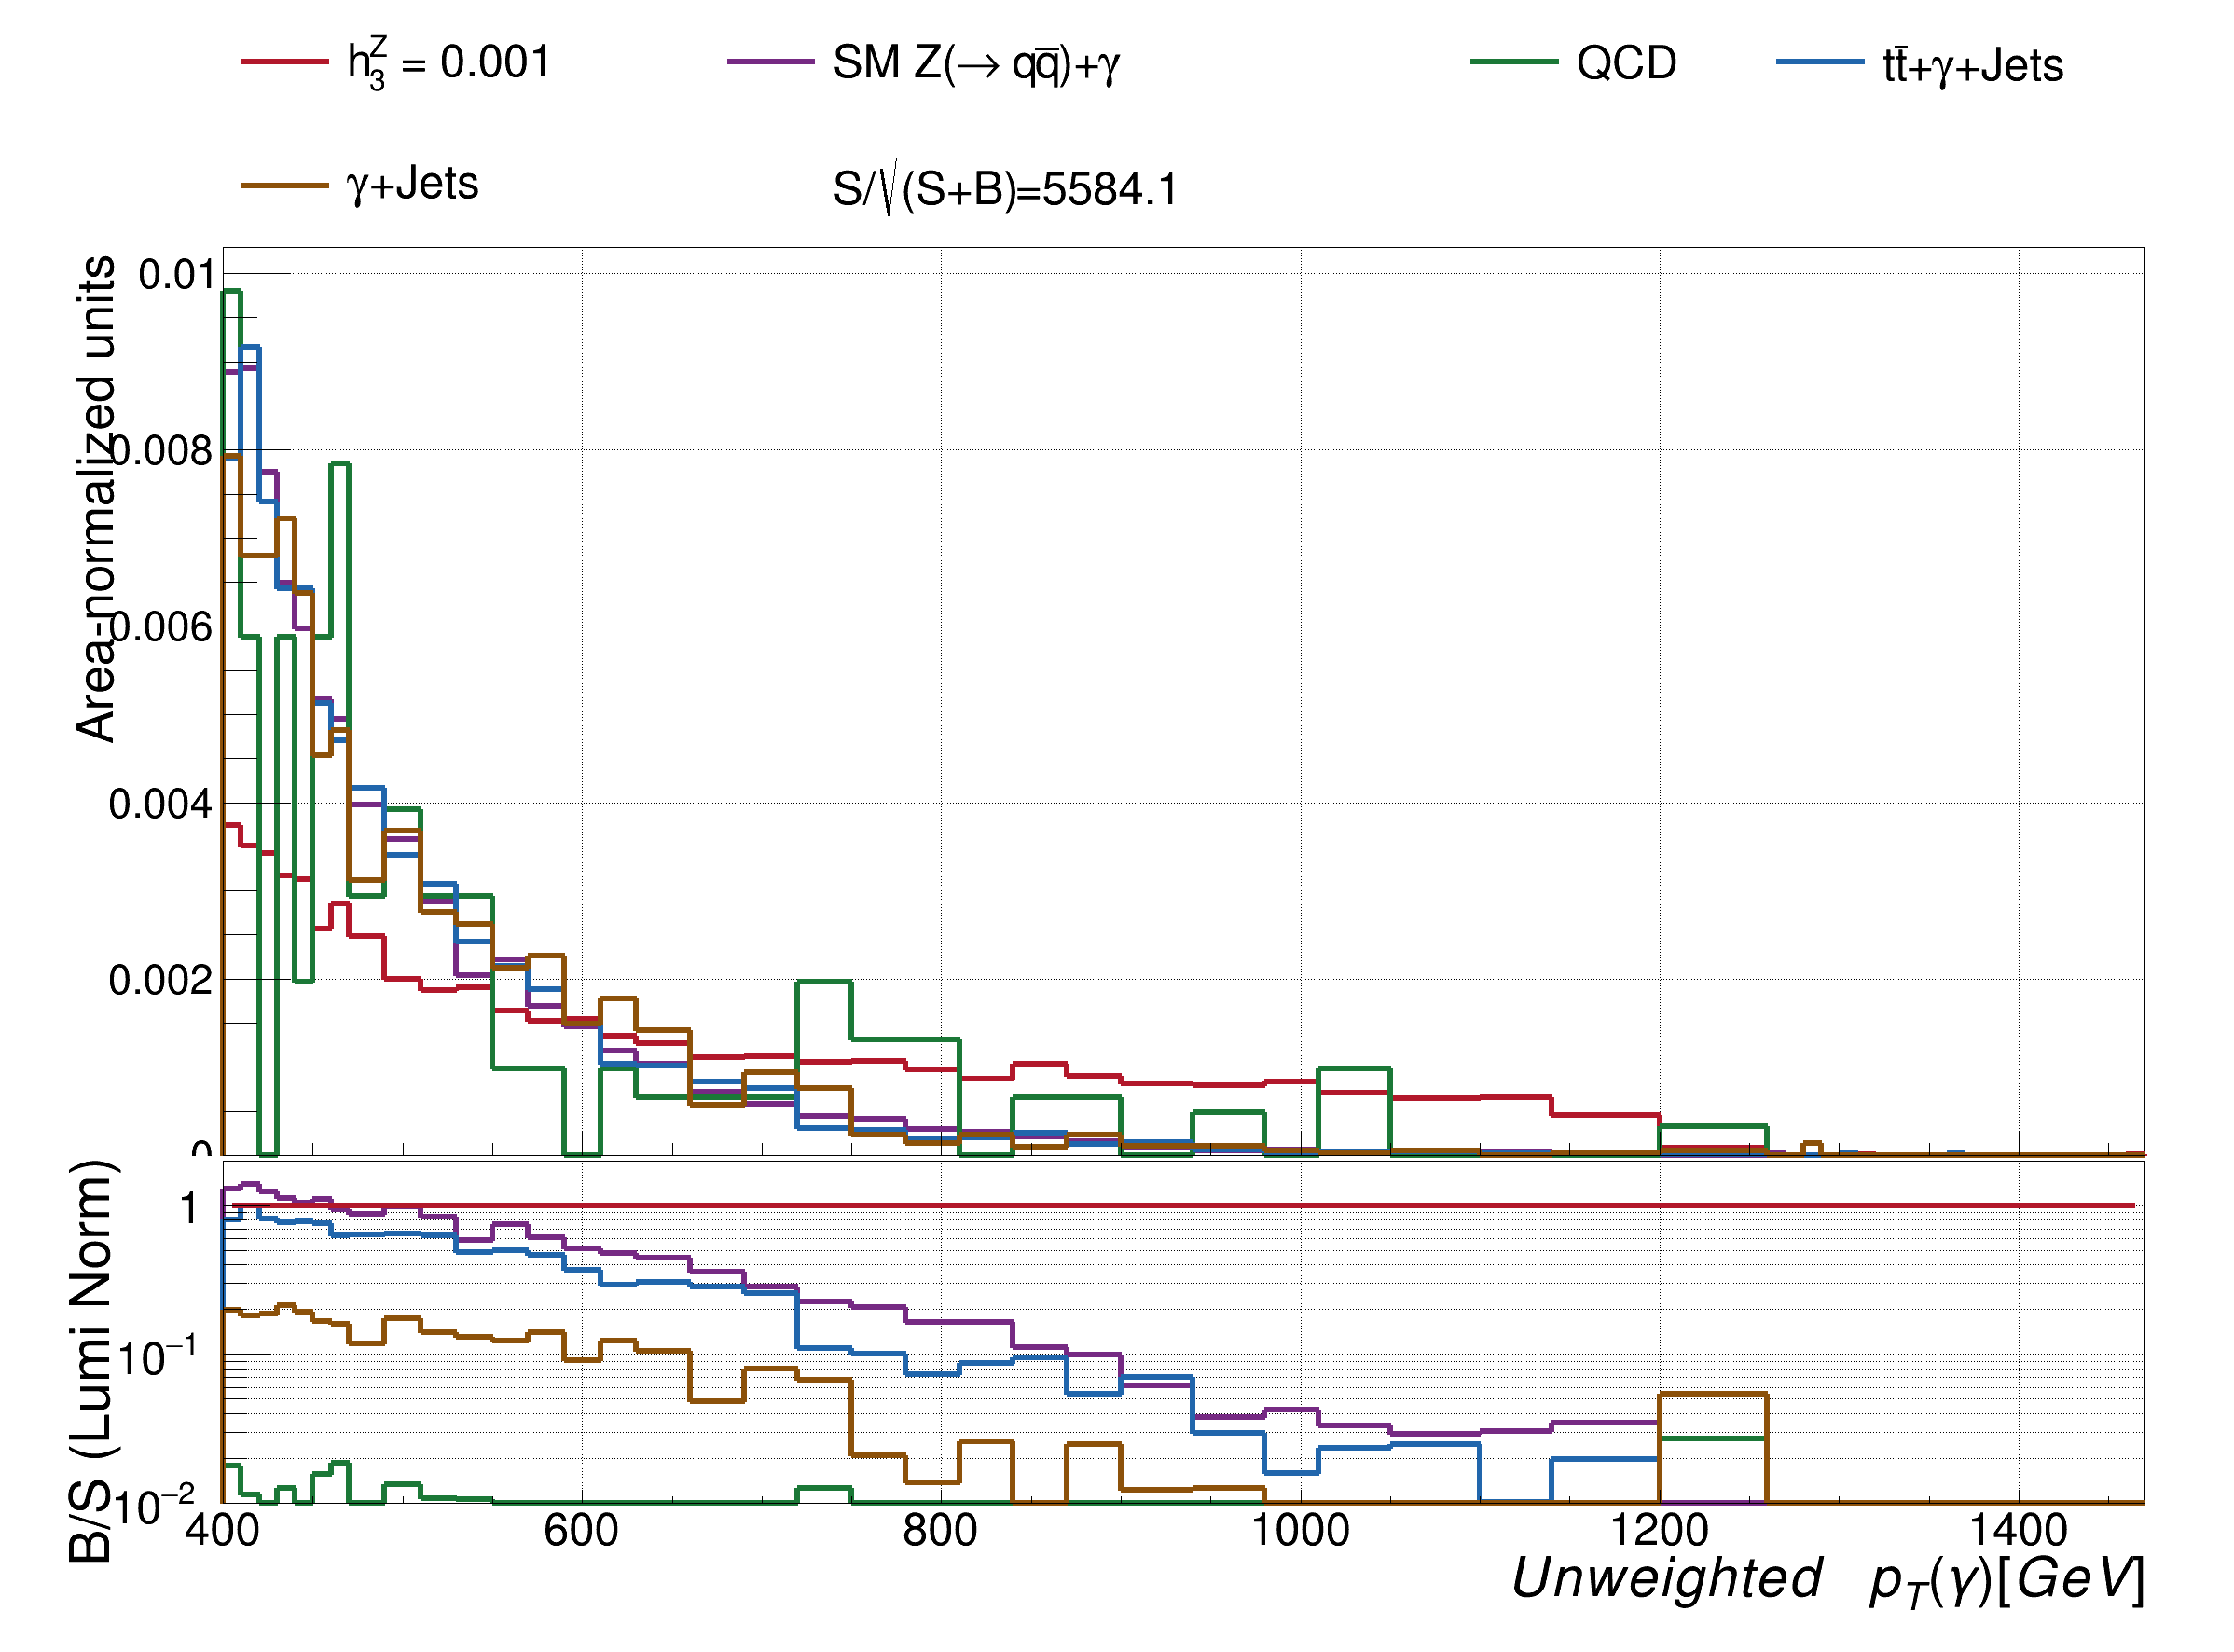 h₃ᶻ = 0.001
SM Z(→ qq̅)+γ
QCD
tt̄+γ+Jets
γ+Jets
S/√(S+B)=5584.1
Area-normalized units
0.01
0.008
0.006
0.004
0.002
0
B/S (Lumi Norm)
1
10⁻¹
10⁻²
400 600 800 1000 1200 1400
Unweighted p_T(γ)[GeV]